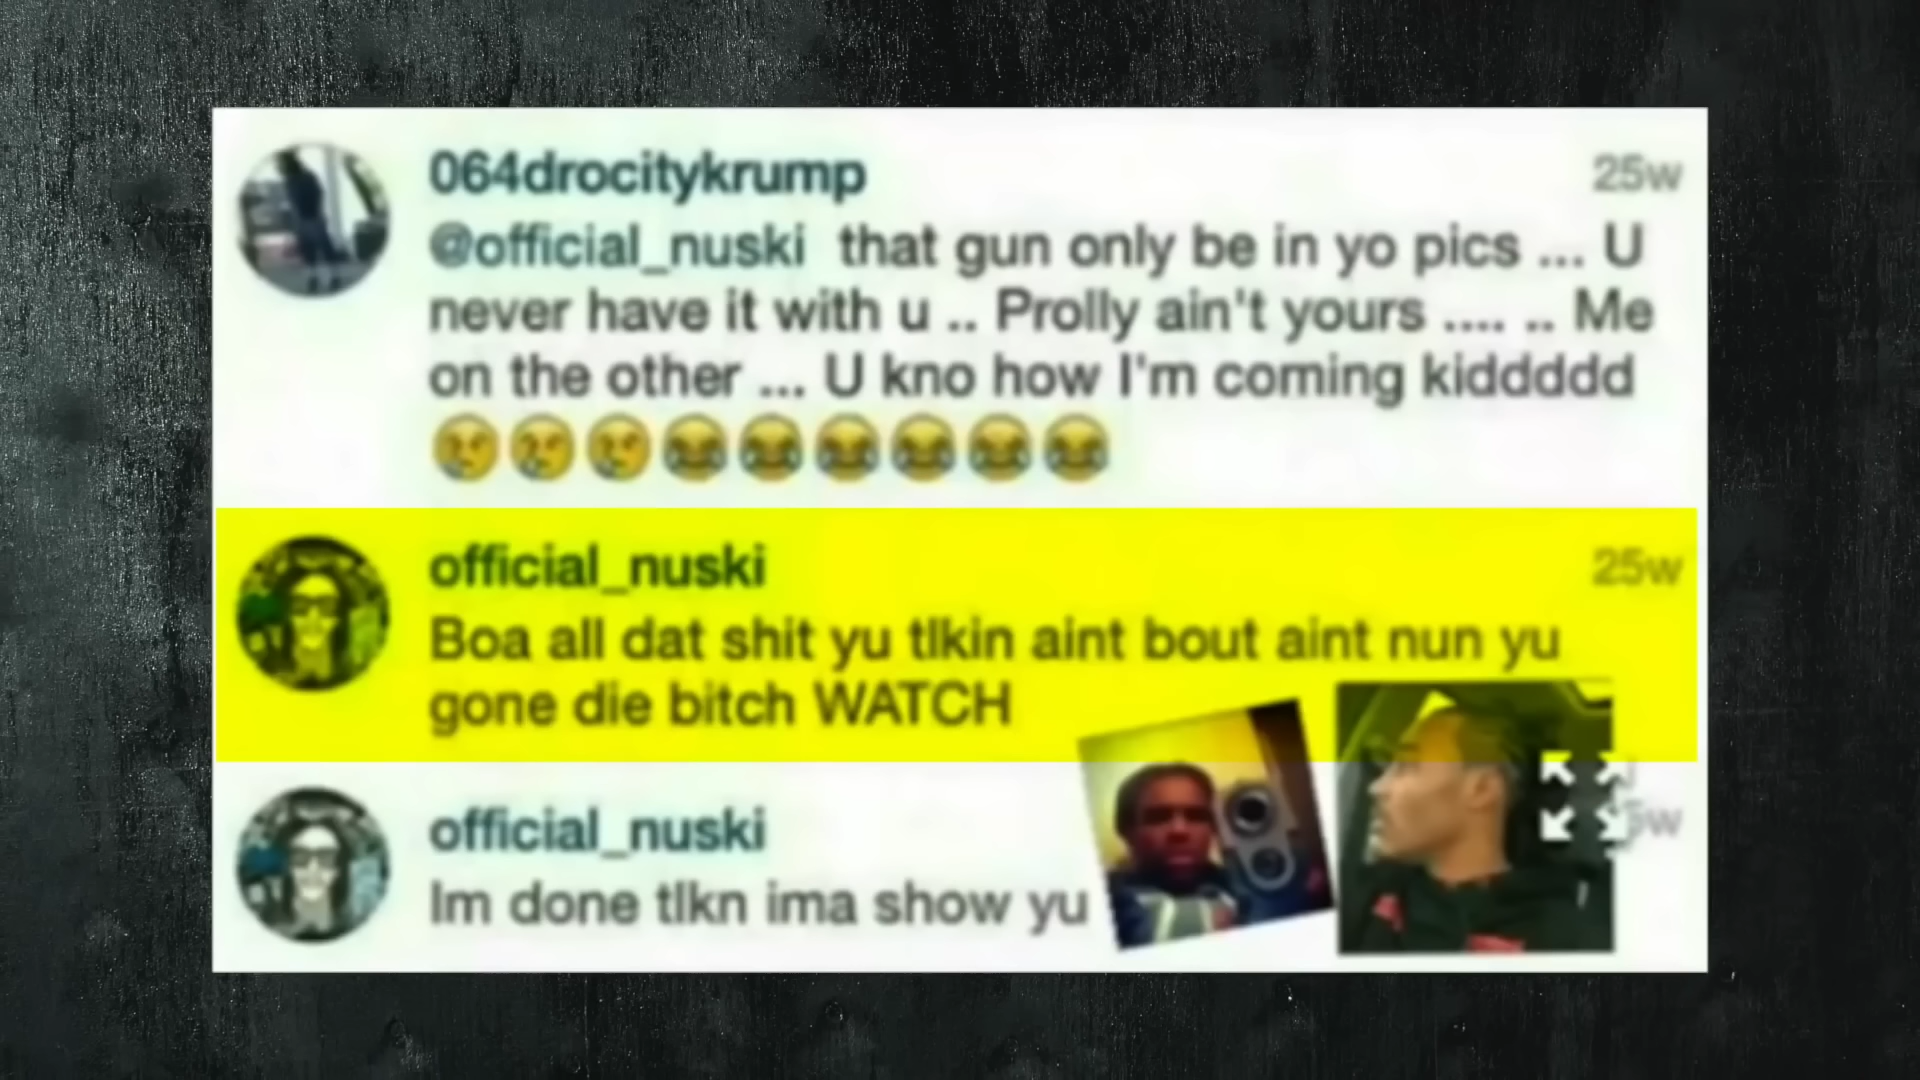 064drocitykrump 25w
@official_nuski that gun only be in yo pics ... U
never have it with u .. Prolly ain't yours .... .. Me
on the other ... U kno how I'm coming kiddddd
😢😢😢😂😂😂😂😂😂
official_nuski 25w
Boa all dat shit yu tlkin aint bout aint nun yu
gone die bitch WATCH
official_nuski
Im done tlkn ima show yu